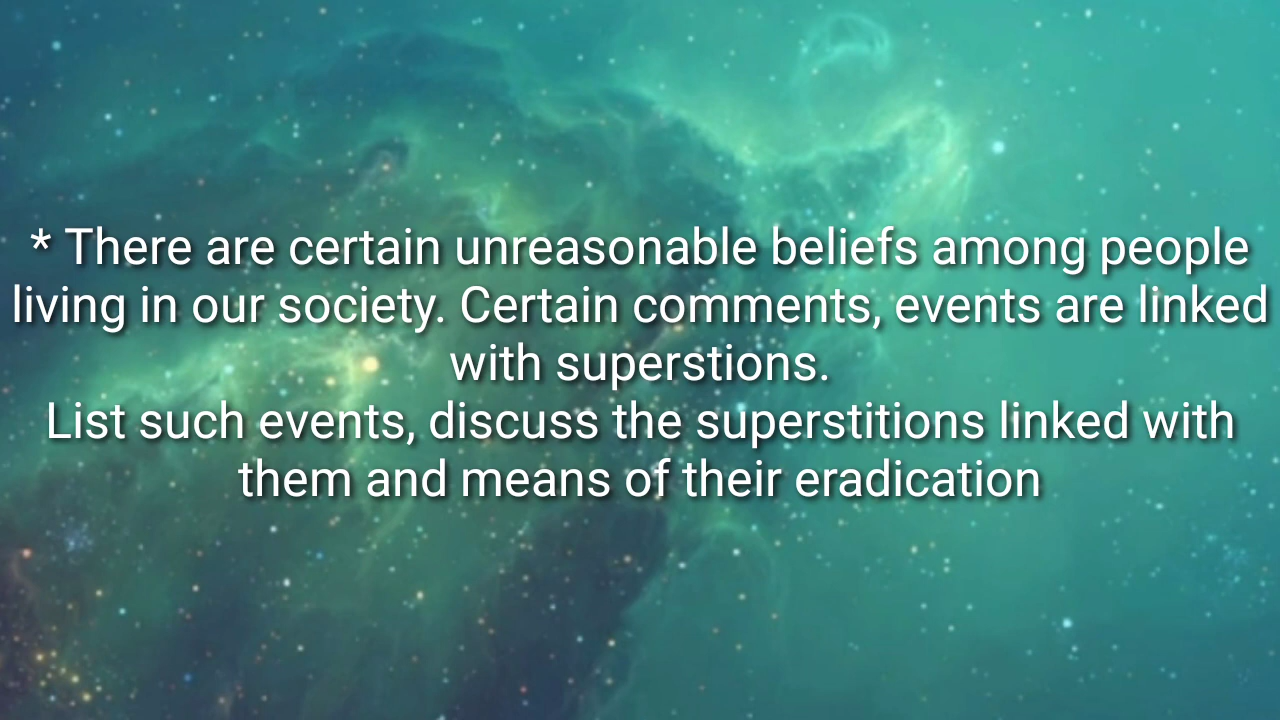 * There are certain unreasonable beliefs among people
living in our society. Certain comments, events are linked
with superstions.
List such events, discuss the superstitions linked with
them and means of their eradication